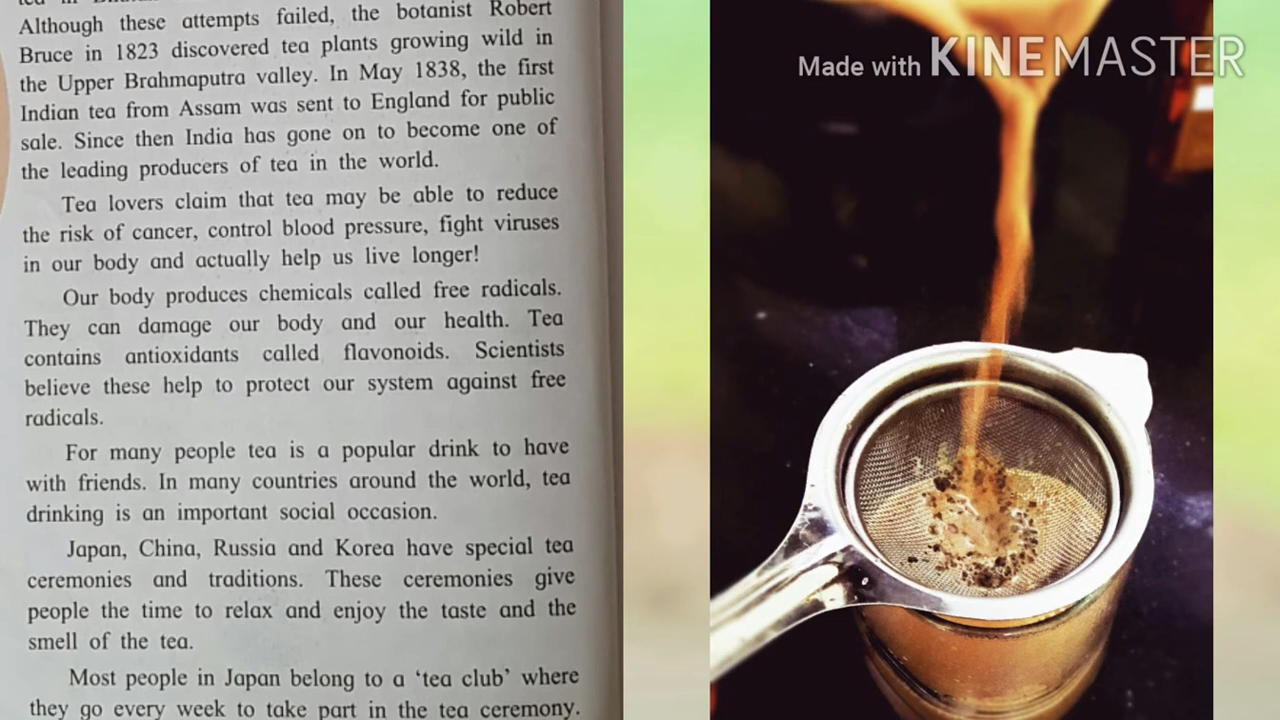 Although these attempts failed, the botanist Robert
Bruce in 1823 discovered tea plants growing wild in
the Upper Brahmaputra valley. In May 1838, the first
Indian tea from Assam was sent to England for public
sale. Since then India has gone on to become one of
the leading producers of tea in the world.
Tea lovers claim that tea may be able to reduce
the risk of cancer, control blood pressure, fight viruses
in our body and actually help us live longer!
Our body produces chemicals called free radicals.
They can damage our body and our health. Tea
contains antioxidants called flavonoids. Scientists
believe these help to protect our system against free
radicals.
For many people tea is a popular drink to have
with friends. In many countries around the world, tea
drinking is an important social occasion.
Japan, China, Russia and Korea have special tea
ceremonies and traditions. These ceremonies give
people the time to relax and enjoy the taste and the
smell of the tea.
Most people in Japan belong to a ‘tea club’ where
they go every week to take part in the tea ceremony.
Made with KINEMASTER